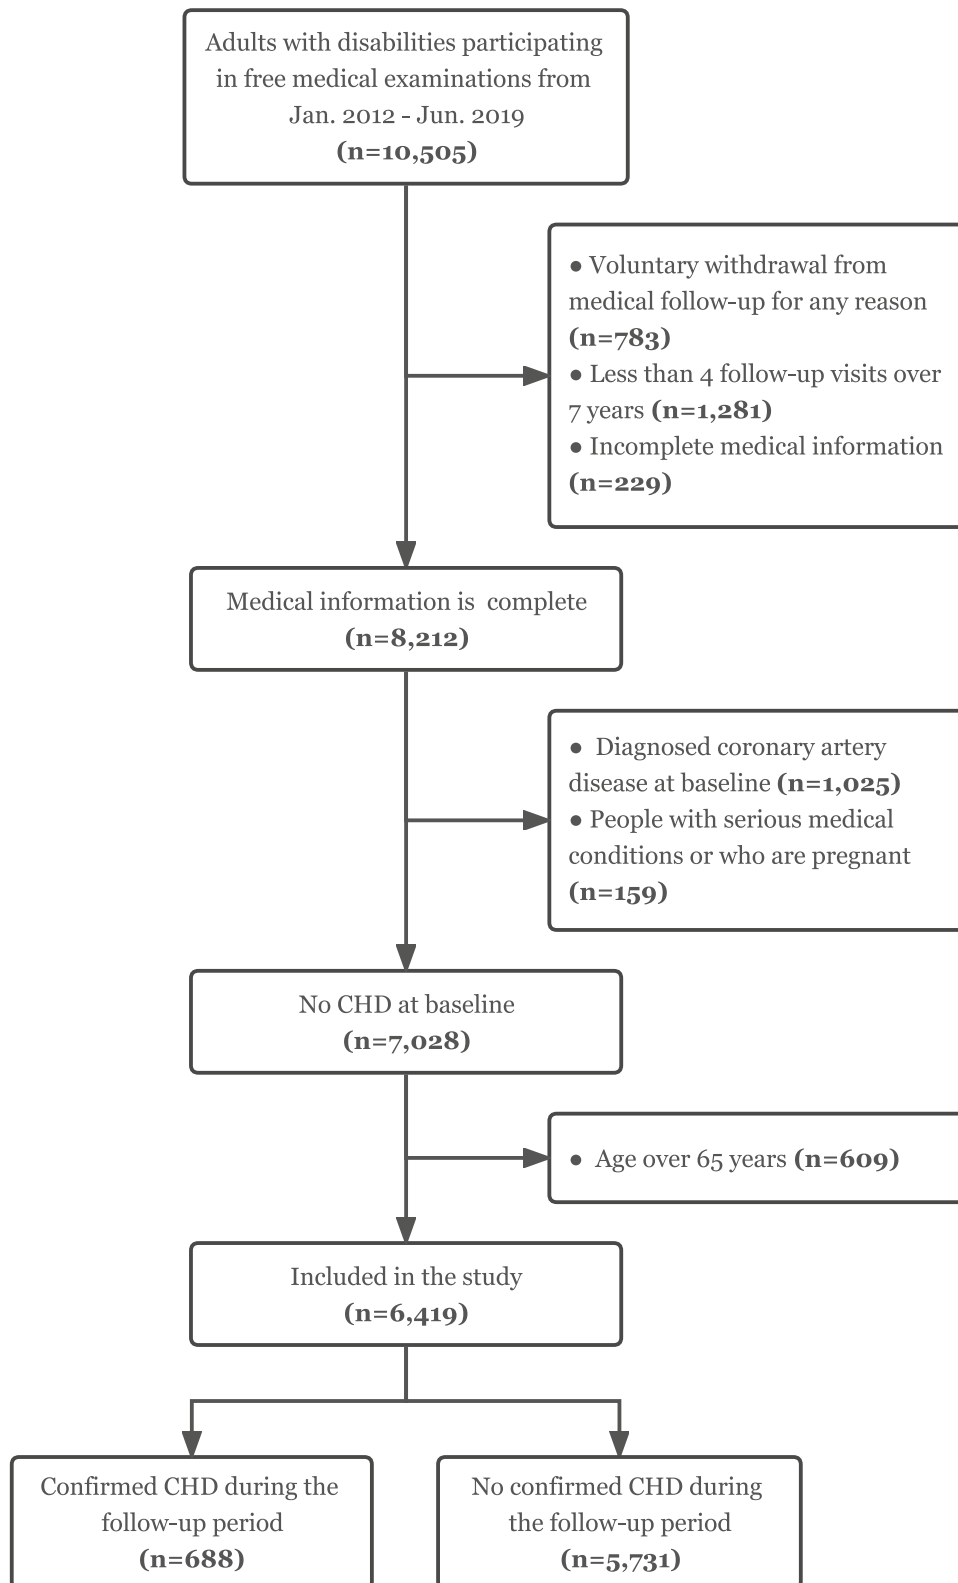 Adults with disabilities participating
in free medical examinations from
Jan. 2012 - Jun. 2019
(n=10,505)
● Voluntary withdrawal from
medical follow-up for any reason
(n=783)
● Less than 4 follow-up visits over
7 years (n=1,281)
● Incomplete medical information
(n=229)
Medical information is  complete
(n=8,212)
●  Diagnosed coronary artery
disease at baseline (n=1,025)
● People with serious medical
conditions or who are pregnant
(n=159)
No CHD at baseline
(n=7,028)
●  Age over 65 years (n=609)
Included in the study
(n=6,419)
Confirmed CHD during the
follow-up period
(n=688)
No confirmed CHD during
the follow-up period
(n=5,731)